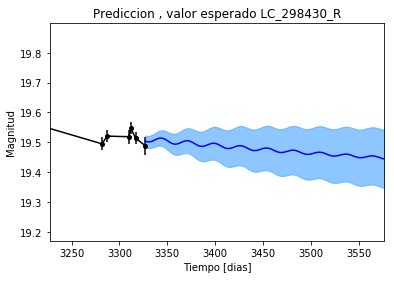 Prediccion , valor esperado LC_298430_R
Magnitud
19.8
19.7
19.6
19.5
19.4
19.3
19.2
3250 3300 3350 3400 3450 3500 3550
Tiempo [dias]